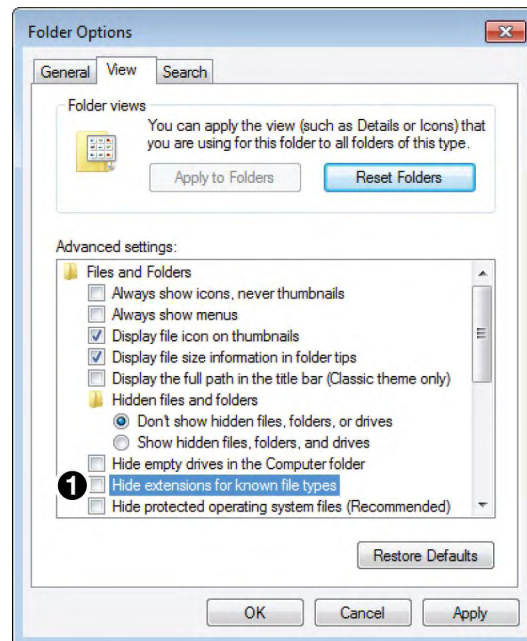 Folder Options
General View Search
Folder views
You can apply the view (such as Details or Icons) that
you are using for this folder to all folders of this type.
Apply to Folders Reset Folders
Advanced settings:
Files and Folders
Always show icons, never thumbnails
Always show menus
Display file icon on thumbnails
Display file size information in folder tips
Display the full path in the title bar (Classic theme only)
Hidden files and folders
Don't show hidden files, folders, or drives
Show hidden files, folders, and drives
Hide empty drives in the Computer folder
1 Hide extensions for known file types
Hide protected operating system files (Recommended)
Restore Defaults
OK Cancel Apply